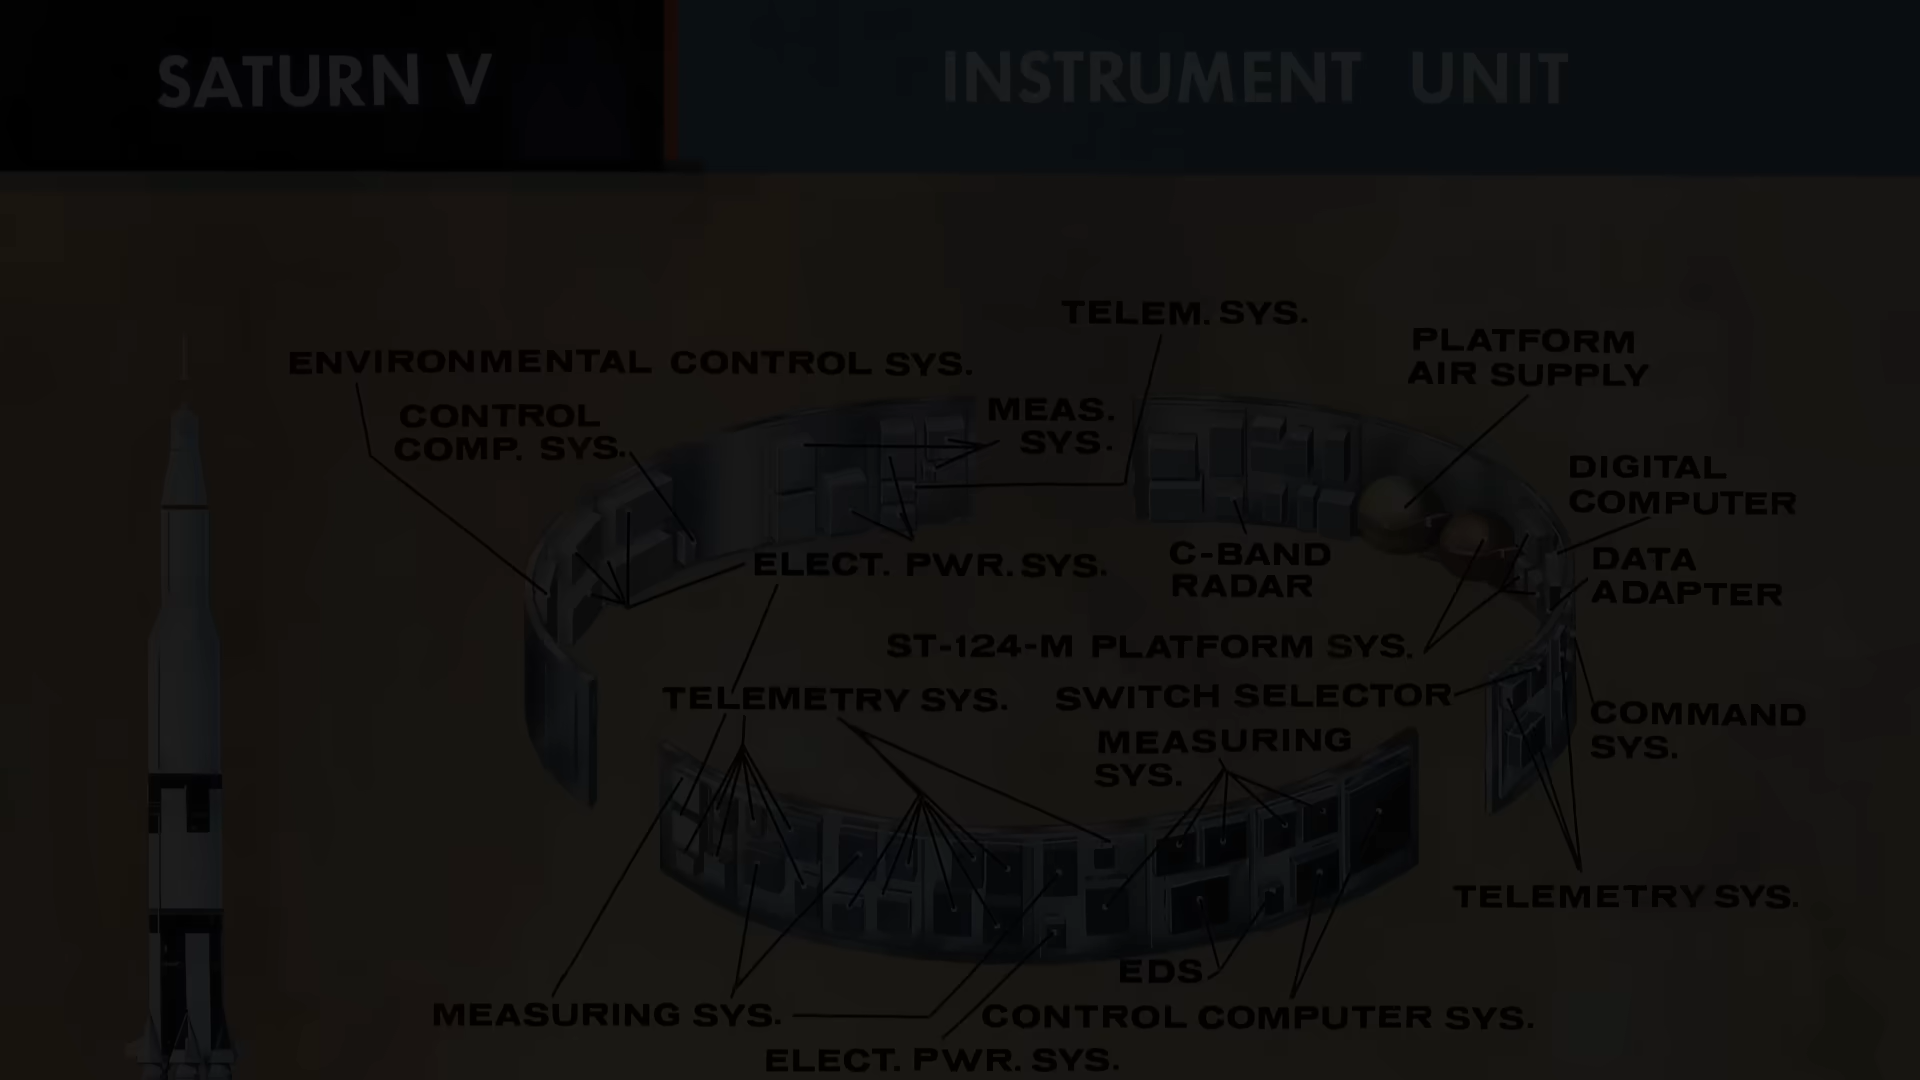 SATURN V
INSTRUMENT UNIT
TELEM. SYS.
PLATFORM
AIR SUPPLY
ENVIRONMENTAL CONTROL SYS.
CONTROL
COMP. SYS.
MEAS.
SYS.
DIGITAL
COMPUTER
ELECT. PWR. SYS.
C-BAND
RADAR
DATA
ADAPTER
ST-124-M PLATFORM SYS.
TELEMETRY SYS.
SWITCH SELECTOR
COMMAND
SYS.
MEASURING
SYS.
TELEMETRY SYS.
EDS
MEASURING SYS.
CONTROL COMPUTER SYS.
ELECT. PWR. SYS.